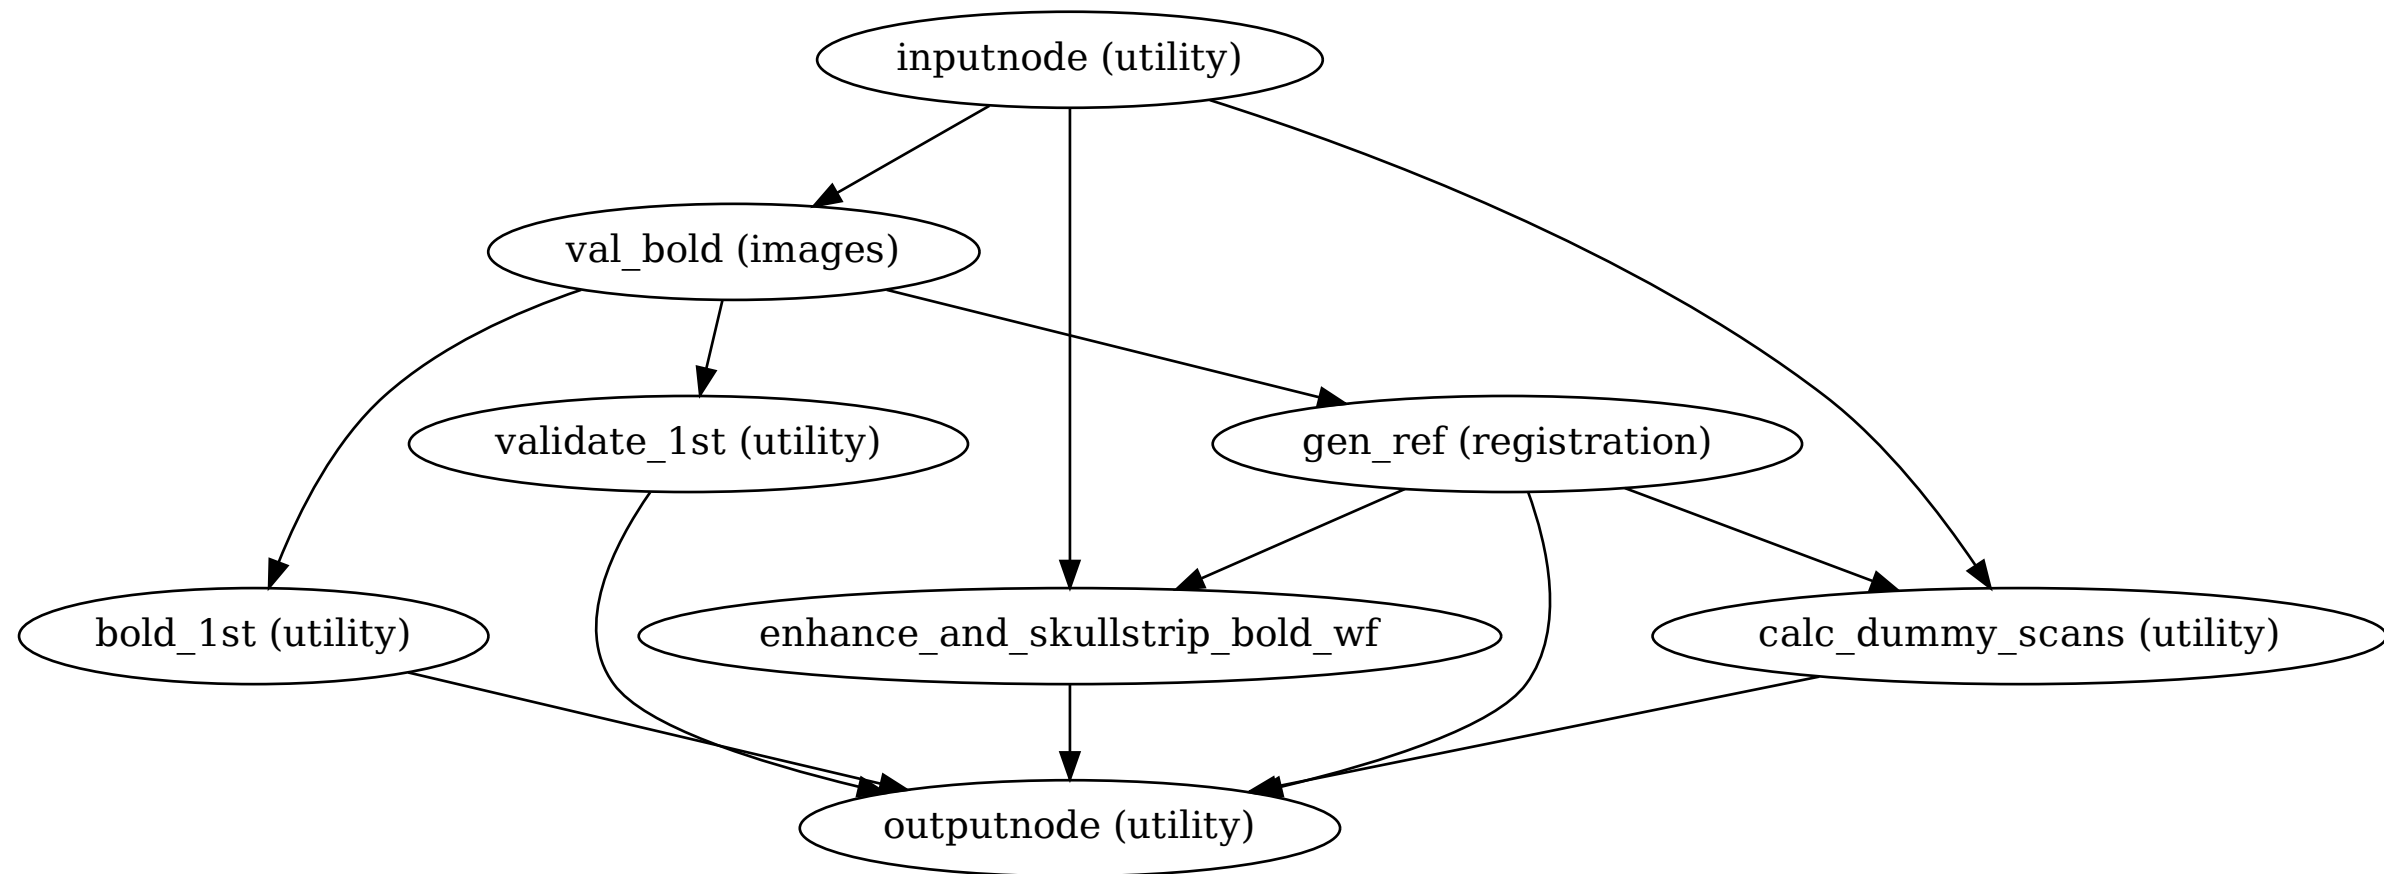 inputnode (utility)
val_bold (images)
validate_1st (utility)
gen_ref (registration)
bold_1st (utility)
enhance_and_skullstrip_bold_wf
calc_dummy_scans (utility)
outputnode (utility)